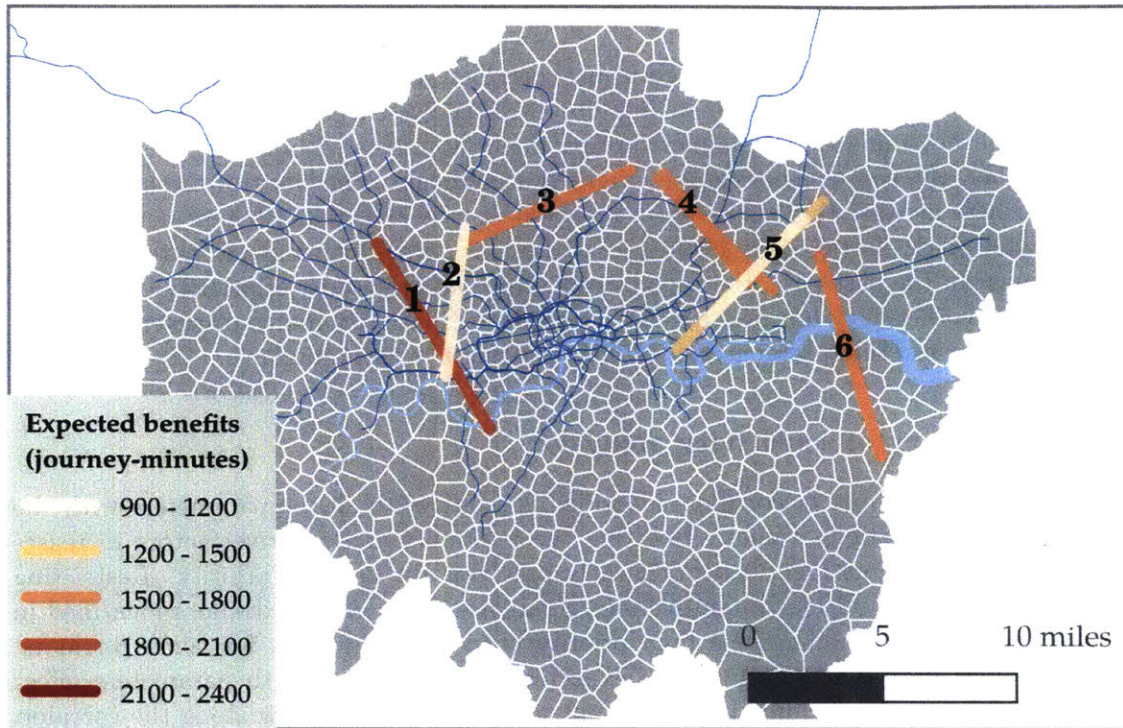 3
4
2
5
1
6
Expected benefits
(journey-minutes)
900 - 1200
1200 - 1500
1500 - 1800
1800 - 2100
2100 - 2400
0 5 10 miles